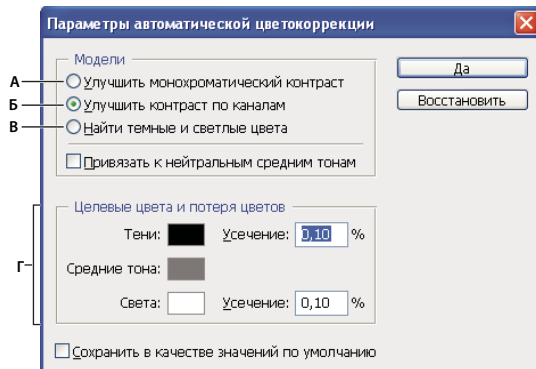 Параметры автоматической цветокоррекции
Модели
А Улучшить монохроматический контраст
Б Улучшить контраст по каналам
В Найти темные и светлые цвета
Привязать к нейтральным средним тонам
Да
Восстановить
Целевые цвета и потеря цветов
Тени: Усечение: 0,10 %
Г
Средние тона:
Света: Усечение: 0,10 %
Сохранить в качестве значений по умолчанию